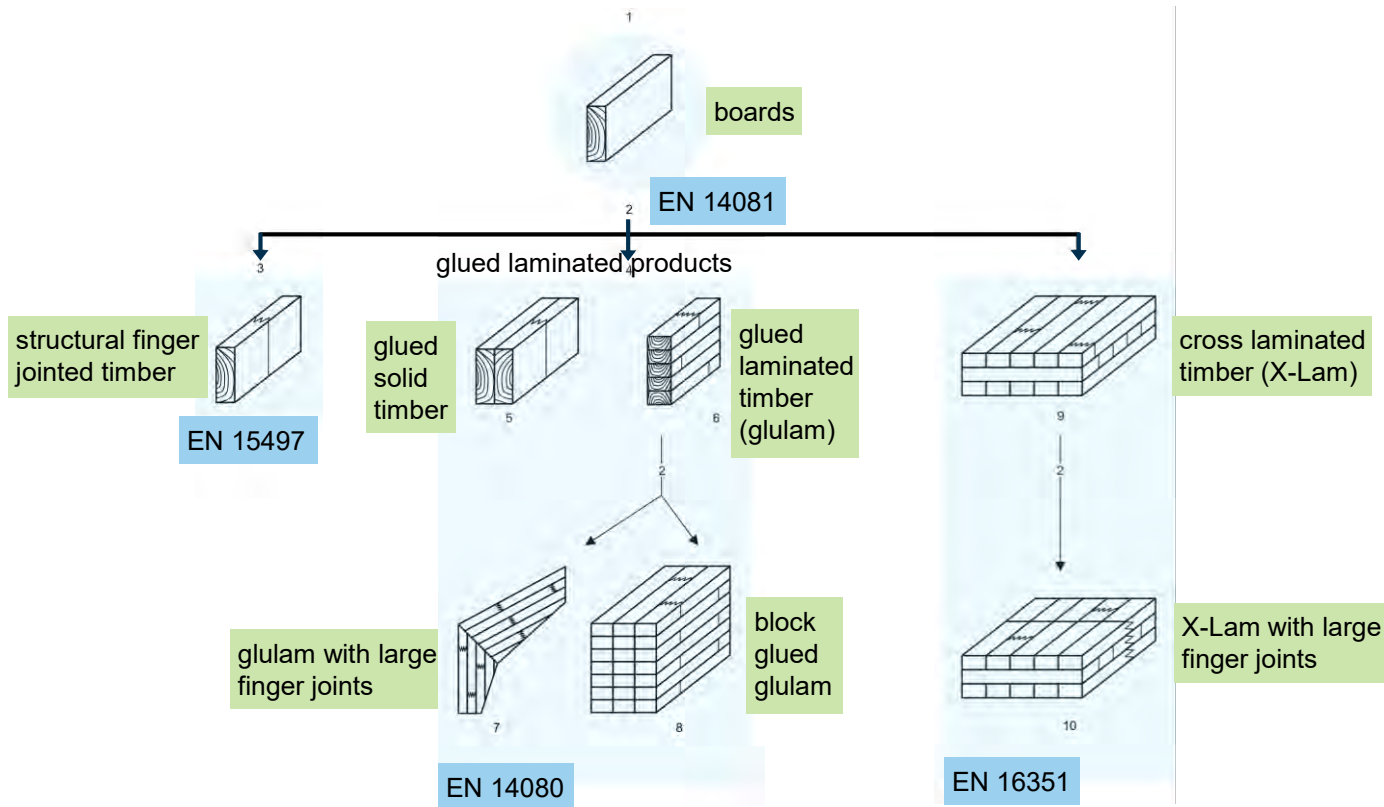 1
boards
EN 14081
2
3
4
glued laminated products
structural finger
jointed timber
EN 15497
glued
solid
timber
5
glued
laminated
timber
(glulam)
6
cross laminated
timber (X-Lam)
9
2
2
glulam with large
finger joints
7
block
glued
glulam
8
X-Lam with large
finger joints
10
EN 14080
EN 16351